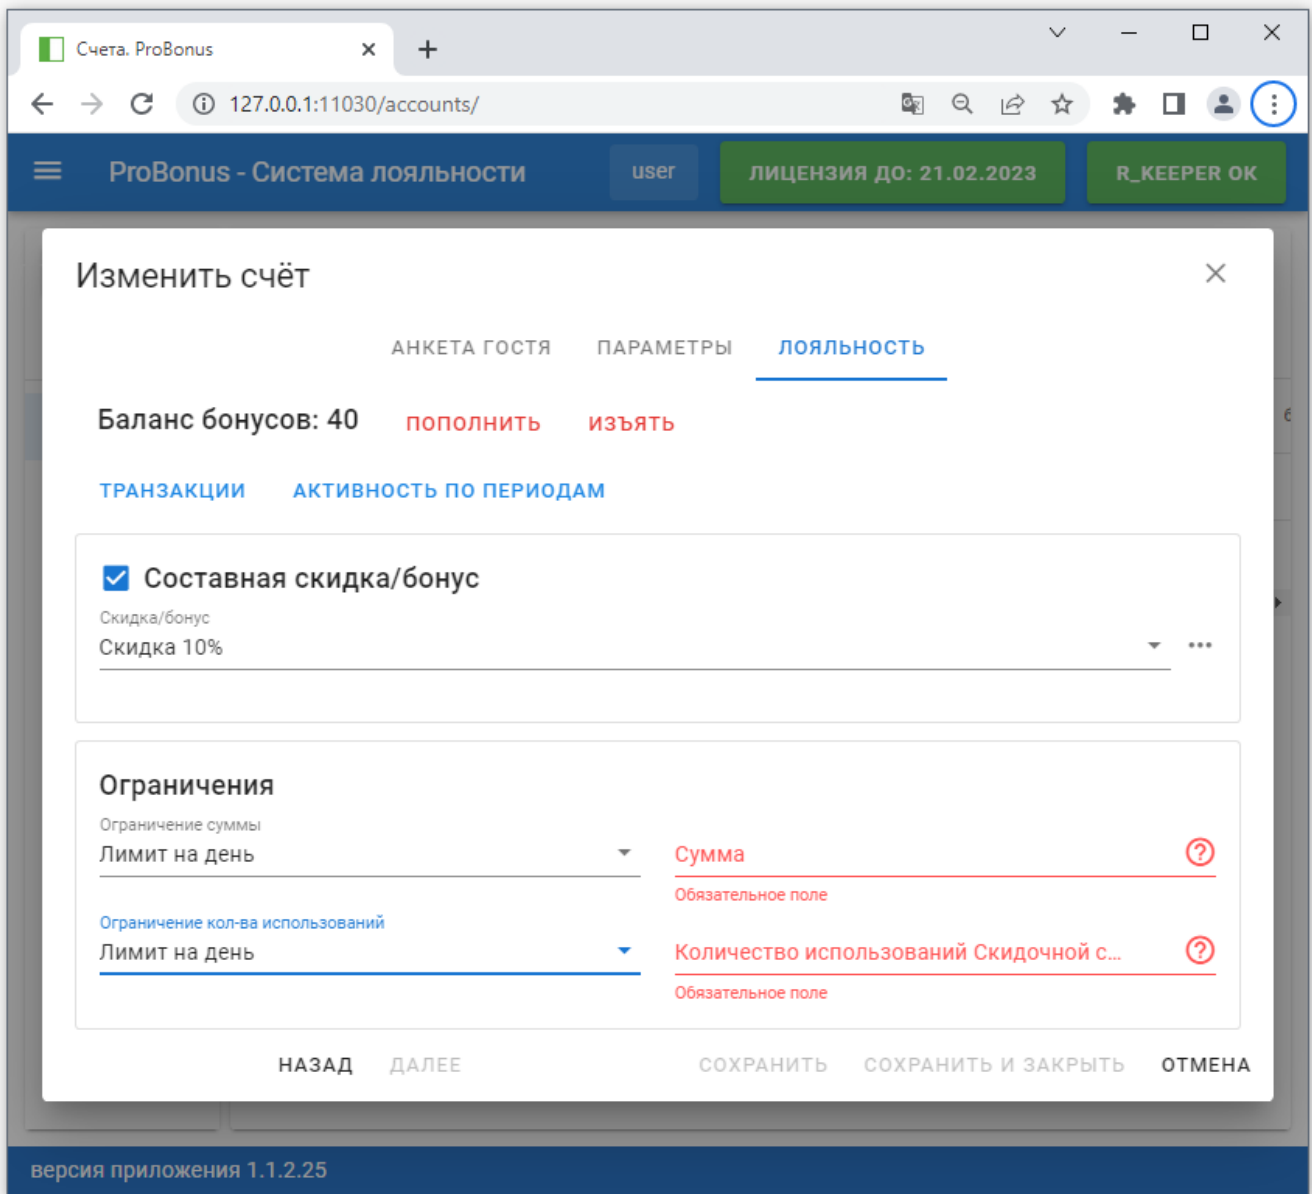 Счета. ProBonus
127.0.0.1:11030/accounts/
ProBonus - Система лояльности user ЛИЦЕНЗИЯ ДО: 21.02.2023 R_KEEPER OK
Изменить счёт
АНКЕТА ГОСТЯ ПАРАМЕТРЫ ЛОЯЛЬНОСТЬ
Баланс бонусов: 40 ПОПОЛНИТЬ ИЗЪЯТЬ
ТРАНЗАКЦИИ АКТИВНОСТЬ ПО ПЕРИОДАМ
Составная скидка/бонус
Скидка/бонус
Скидка 10%
Ограничения
Ограничение суммы
Лимит на день Сумма
Обязательное поле
Ограничение кол-ва использований
Лимит на день Количество использований Скидочной с...
Обязательное поле
НАЗАД ДАЛЕЕ СОХРАНИТЬ СОХРАНИТЬ И ЗАКРЫТЬ ОТМЕНА
версия приложения 1.1.2.25